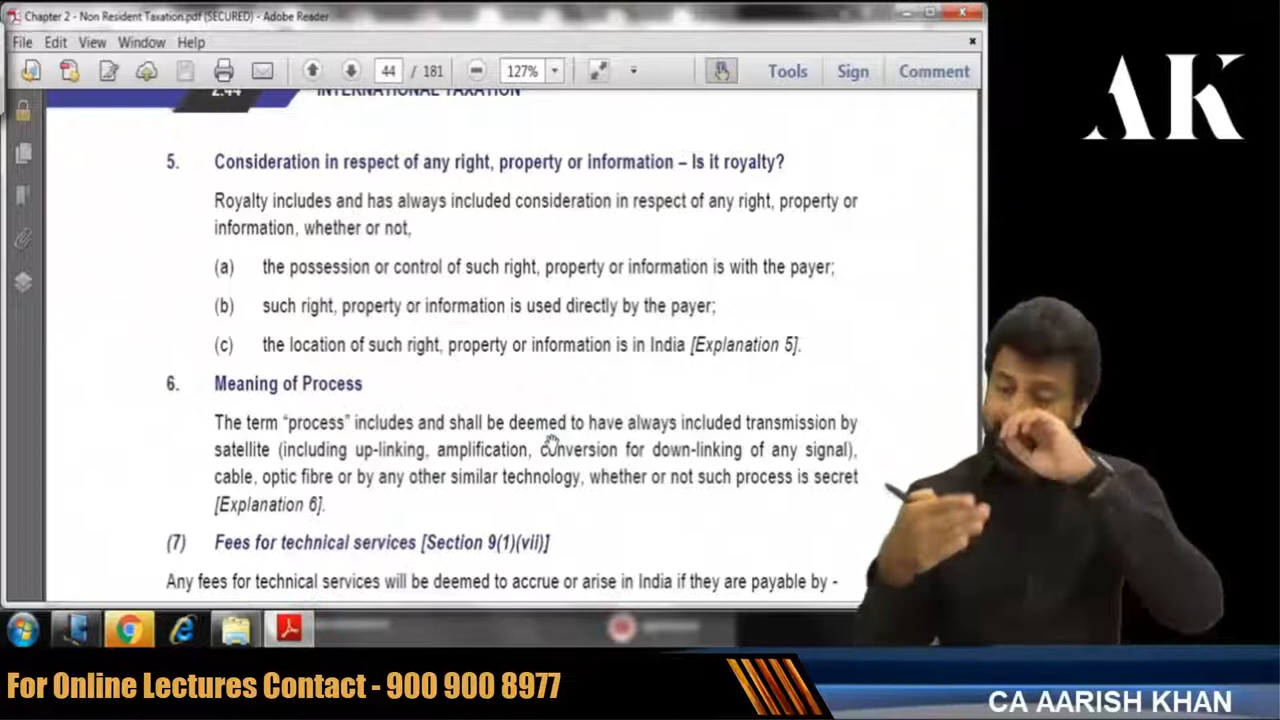 Chapter 2 - Non Resident Taxation.pdf (SECURED) - Adobe Reader
File Edit View Window Help
44 / 181 127% Tools Sign Comment
2.44 INTERNATIONAL TAXATION
AK
5. Consideration in respect of any right, property or information – Is it royalty?
Royalty includes and has always included consideration in respect of any right, property or
information, whether or not,
(a) the possession or control of such right, property or information is with the payer;
(b) such right, property or information is used directly by the payer;
(c) the location of such right, property or information is in India [Explanation 5].
6. Meaning of Process
The term “process” includes and shall be deemed to have always included transmission by
satellite (including up-linking, amplification, conversion for down-linking of any signal),
cable, optic fibre or by any other similar technology, whether or not such process is secret
[Explanation 6].
(7) Fees for technical services [Section 9(1)(vii)]
Any fees for technical services will be deemed to accrue or arise in India if they are payable by -
For Online Lectures Contact - 900 900 8977
CA AARISH KHAN